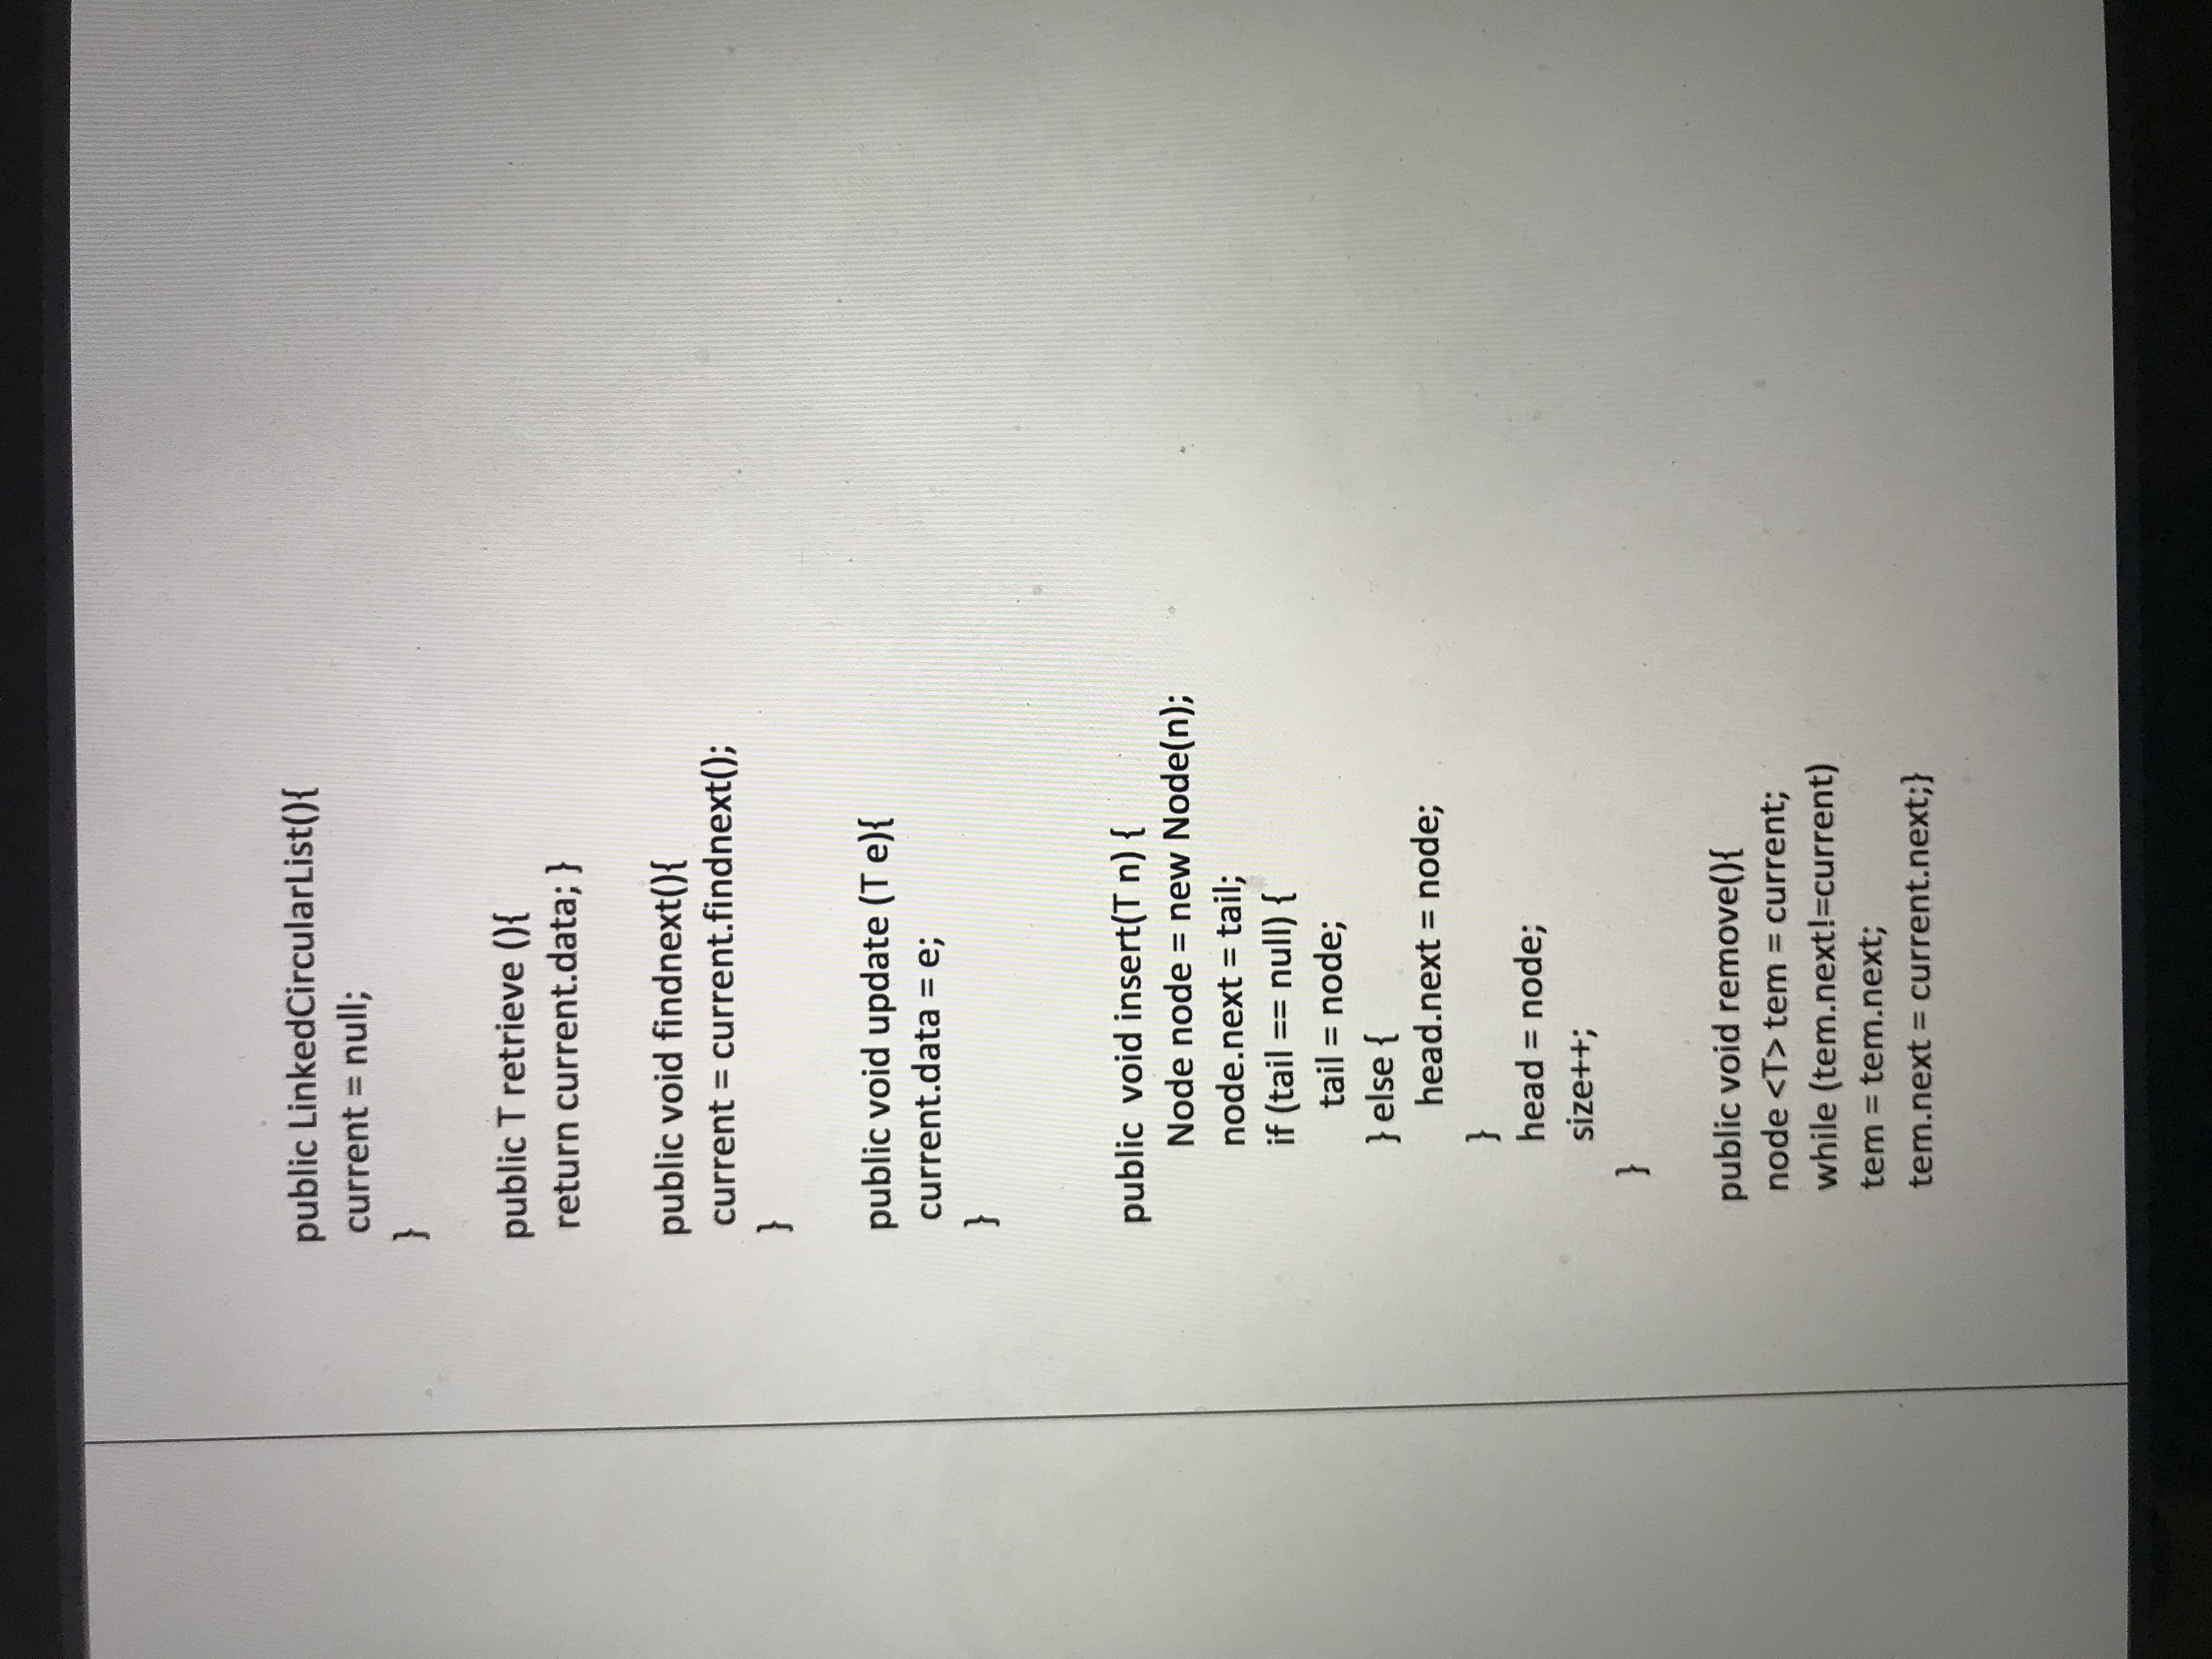 public LinkedCircularList(){
current = null;
}
public T retrieve (){
return current.data; }
public void findnext(){
current = current.findnext();
}
public void update (T e){
current.data = e;
}
public  void insert(T n) {
Node node = new Node(n);
node.next = tail;
if (tail == null) {
tail = node;
} else {
head.next = node;
}
head = node;
size++;
}
public void remove(){
node <T> tem = current;
while (tem.next!=current)
tem = tem.next;
tem.next = current.next;}